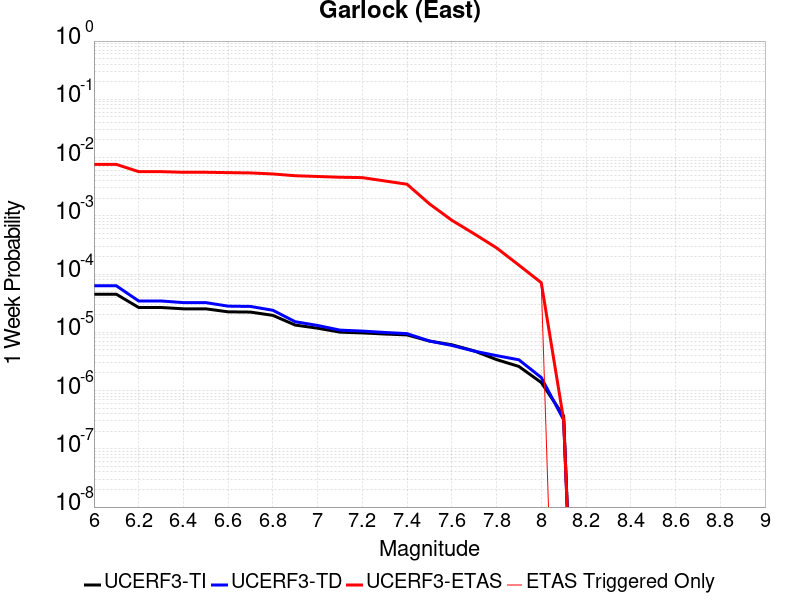 Garlock (East)
10^0
10^-1
10^-2
10^-3
10^-4
10^-5
10^-6
10^-7
10^-8
1 Week Probability
6 6.2 6.4 6.6 6.8 7 7.2 7.4 7.6 7.8 8 8.2 8.4 8.6 8.8 9
Magnitude
UCERF3-TI UCERF3-TD UCERF3-ETAS ETAS Triggered Only